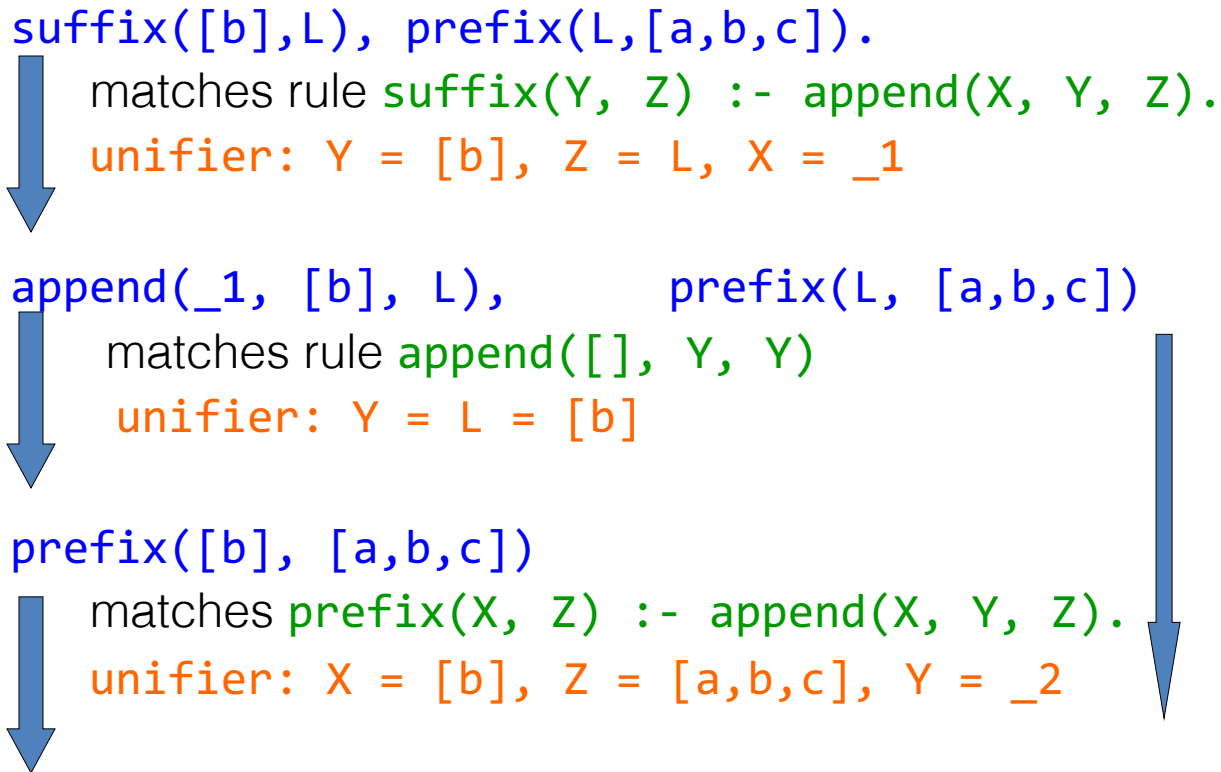 suffix([b],L), prefix(L,[a,b,c]).
matches rule suffix(Y, Z) :- append(X, Y, Z).
unifier: Y = [b], Z = L, X = _1
append(_1, [b], L), prefix(L, [a,b,c])
matches rule append([], Y, Y)
unifier: Y = L = [b]
prefix([b], [a,b,c])
matches prefix(X, Z) :- append(X, Y, Z).
unifier: X = [b], Z = [a,b,c], Y = _2